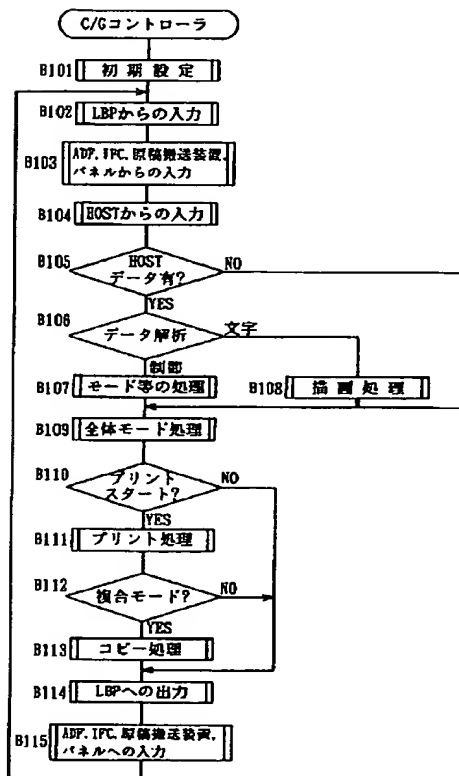 C/Gコントローラ
B101 初期設定
B102 LBPからの入力
B103 ADF,IFC,原稿搬送装置,
パネルからの入力
B104 HOSTからの入力
B105 HOST
データ有? NO
YES
B106 データ解析 文字
制御
B107 モード等の処理 B108 描画処理
B109 全体モード処理
B110 プリント
スタート? NO
YES
B111 プリント処理
B112 複合モード? NO
YES
B113 コピー処理
B114 LBPへの出力
B115 ADF,IFC,原稿搬送装置,
パネルへの入力